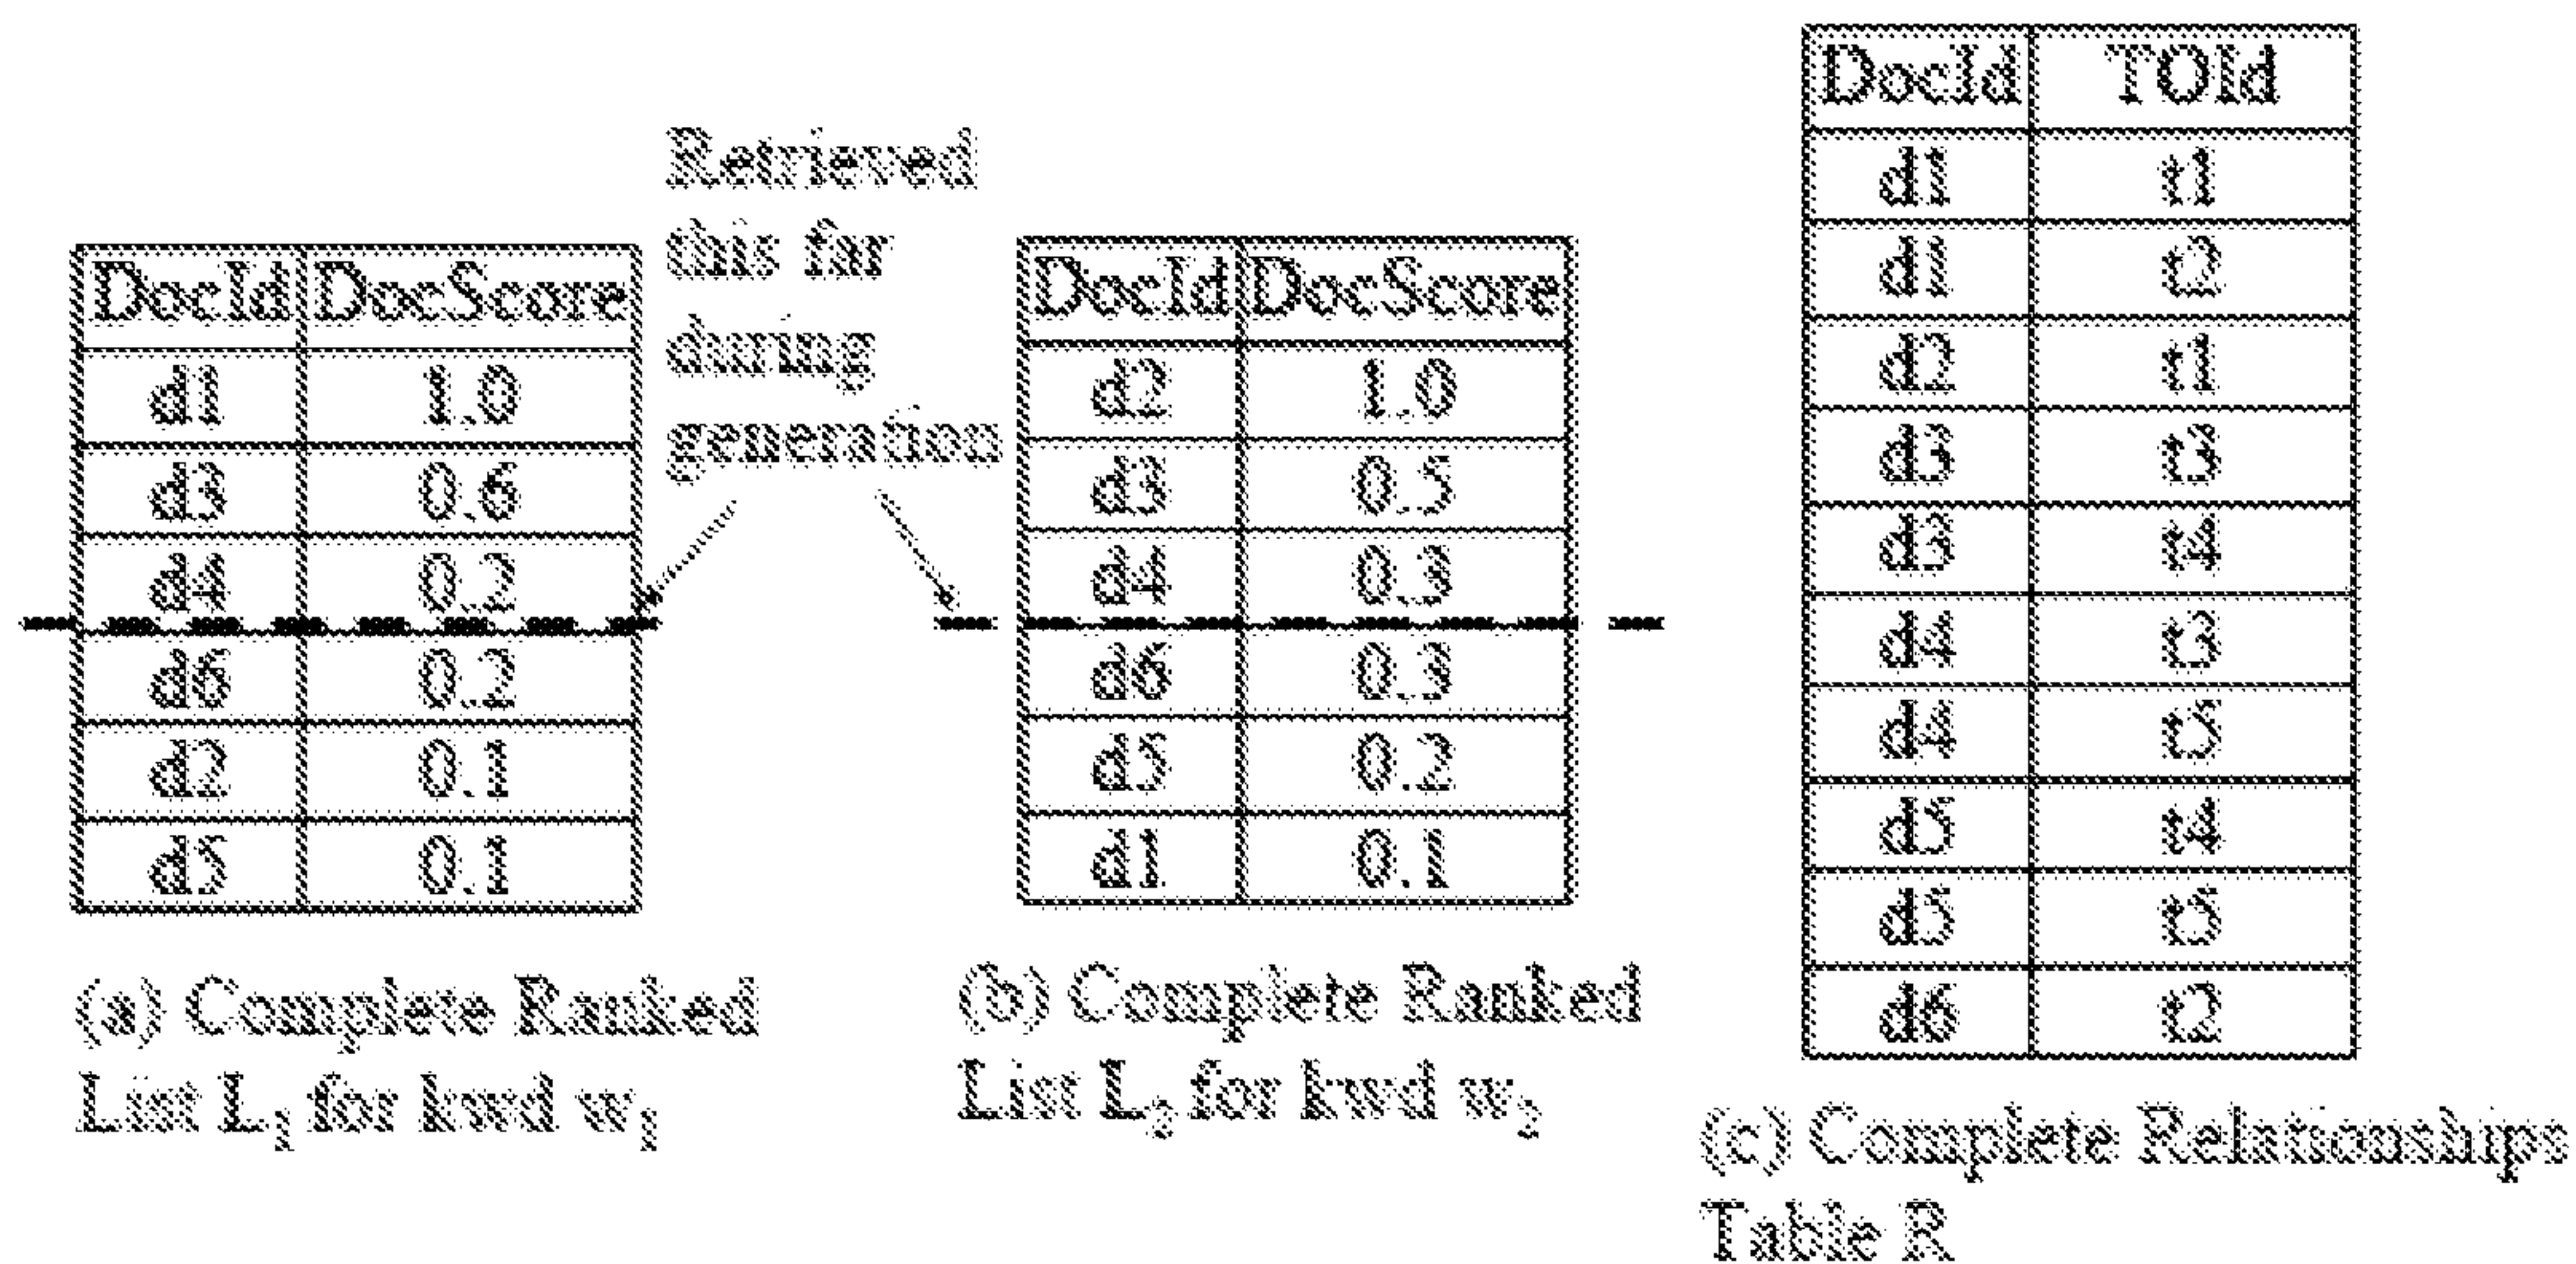 Retrieved
this far
during
generation
DocId DocScore
d1 1.0
d3 0.6
d4 0.2
d6 0.2
d2 0.1
d5 0.1
(a) Complete Ranked
List L₁ for kwd w₁
DocId DocScore
d2 1.0
d3 0.5
d4 0.3
d6 0.3
d5 0.2
d1 0.1
(b) Complete Ranked
List L₂ for kwd w₂
DocId TOId
d1 t1
d1 t2
d2 t1
d3 t3
d3 t4
d4 t3
d4 t5
d5 t4
d5 t5
d6 t2
(c) Complete Relationships
Table R